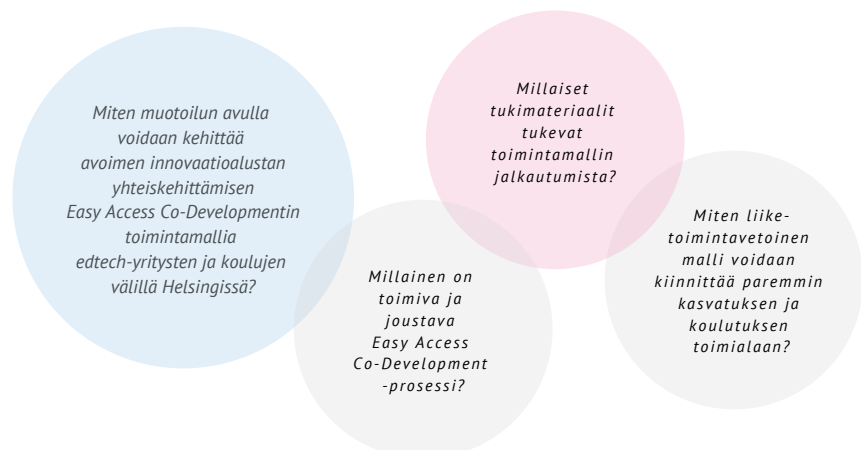 Miten muotoilun avulla
voidaan kehittää
avoimen innovaatioalustan
yhteiskehittämisen
Easy Access Co-Developmentin
toimintamallia
edtech-yritysten ja koulujen
välillä Helsingissä?
Millainen on
toimiva ja
joustava
Easy Access
Co-Development
-prosessi?
Millaiset
tukimateriaalit
tukevat
toimintamallin
jalkautumista?
Miten liike-
toimintavetoinen
malli voidaan
kiinnittää paremmin
kasvatuksen ja
koulutuksen
toimialaan?